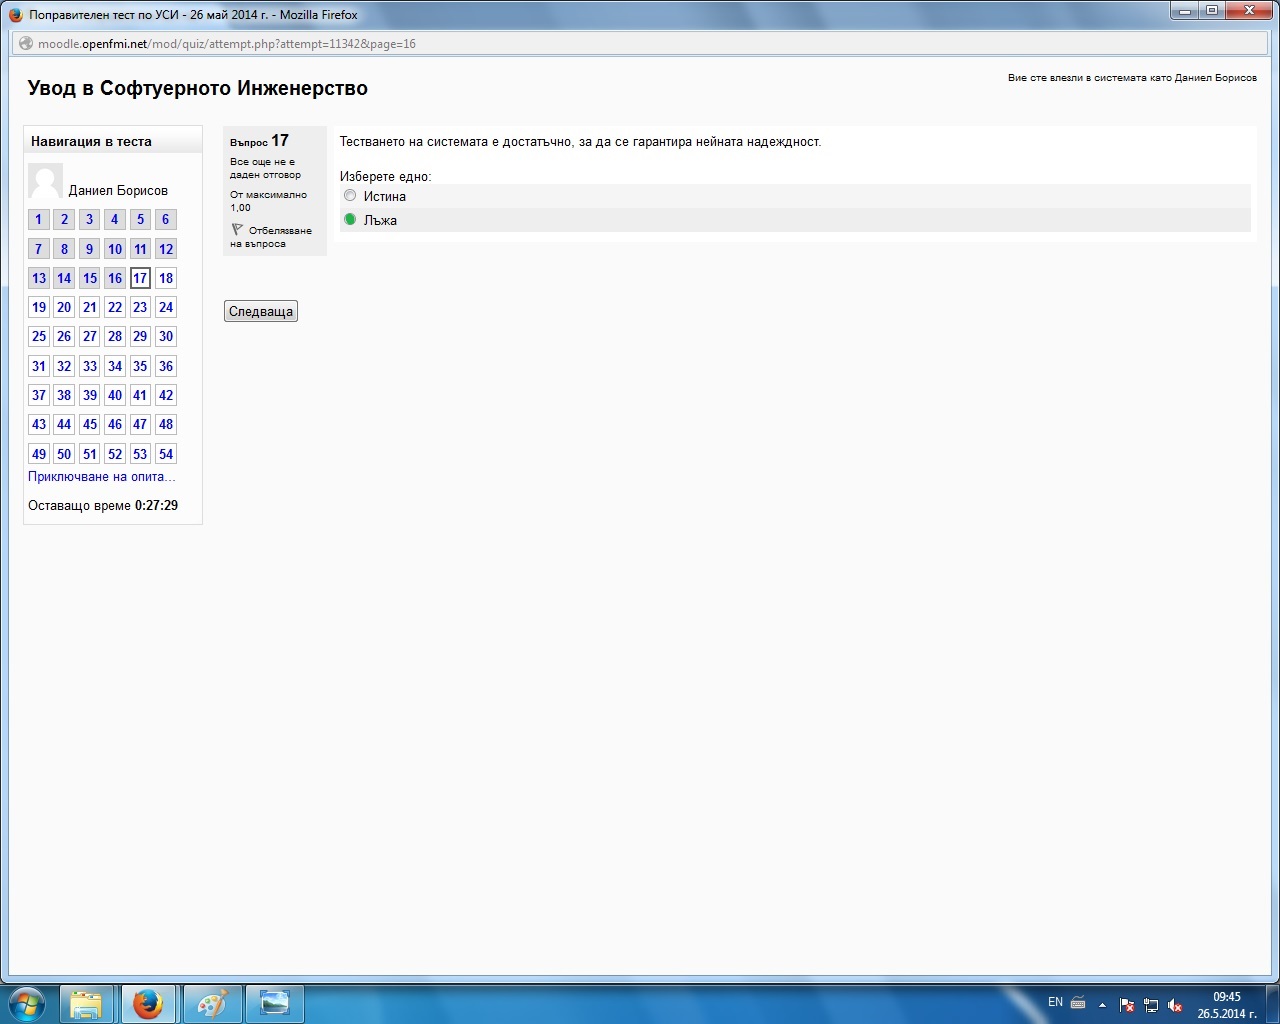 Поправителен тест по УСИ - 26 май 2014 г. - Mozilla Firefox
moodle.openfmi.net/mod/quiz/attempt.php?attempt=11342&page=16
Увод в Софтуерното Инженерство
Вие сте влезли в системата като Даниел Борисов
Навигация в теста
Даниел Борисов
1 2 3 4 5 6
7 8 9 10 11 12
13 14 15 16 17 18
19 20 21 22 23 24
25 26 27 28 29 30
31 32 33 34 35 36
37 38 39 40 41 42
43 44 45 46 47 48
49 50 51 52 53 54
Приключване на опита...
Оставащо време 0:27:29
Въпрос 17
Все още не е
даден отговор
От максимално
1,00
Отбелязване
на въпроса
Тестването на системата е достатъчно, за да се гарантира нейната надеждност.
Изберете едно:
Истина
Лъжа
Следваща
EN
09:45
26.5.2014 г.